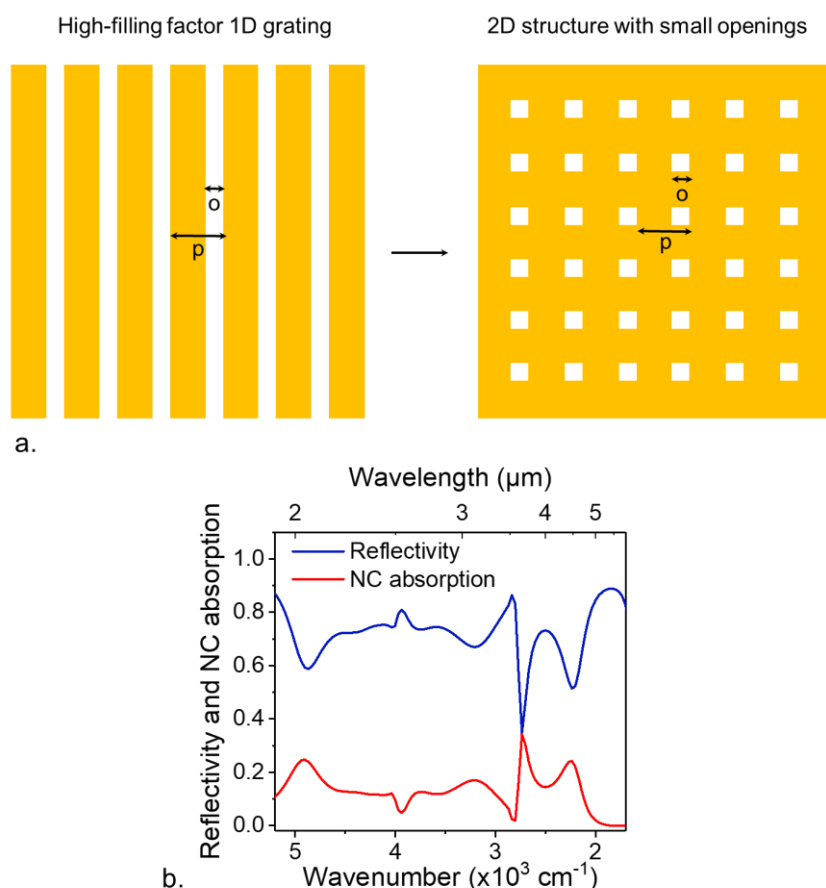 High-filling factor 1D grating
2D structure with small openings
o
p
o
p
a.
Wavelength (μm)
2 3 4 5
Reflectivity and NC absorption
1.0
0.8
0.6
0.4
0.2
0.0
Reflectivity
NC absorption
5 4 3 2
Wavenumber (x10³ cm⁻¹)
b.